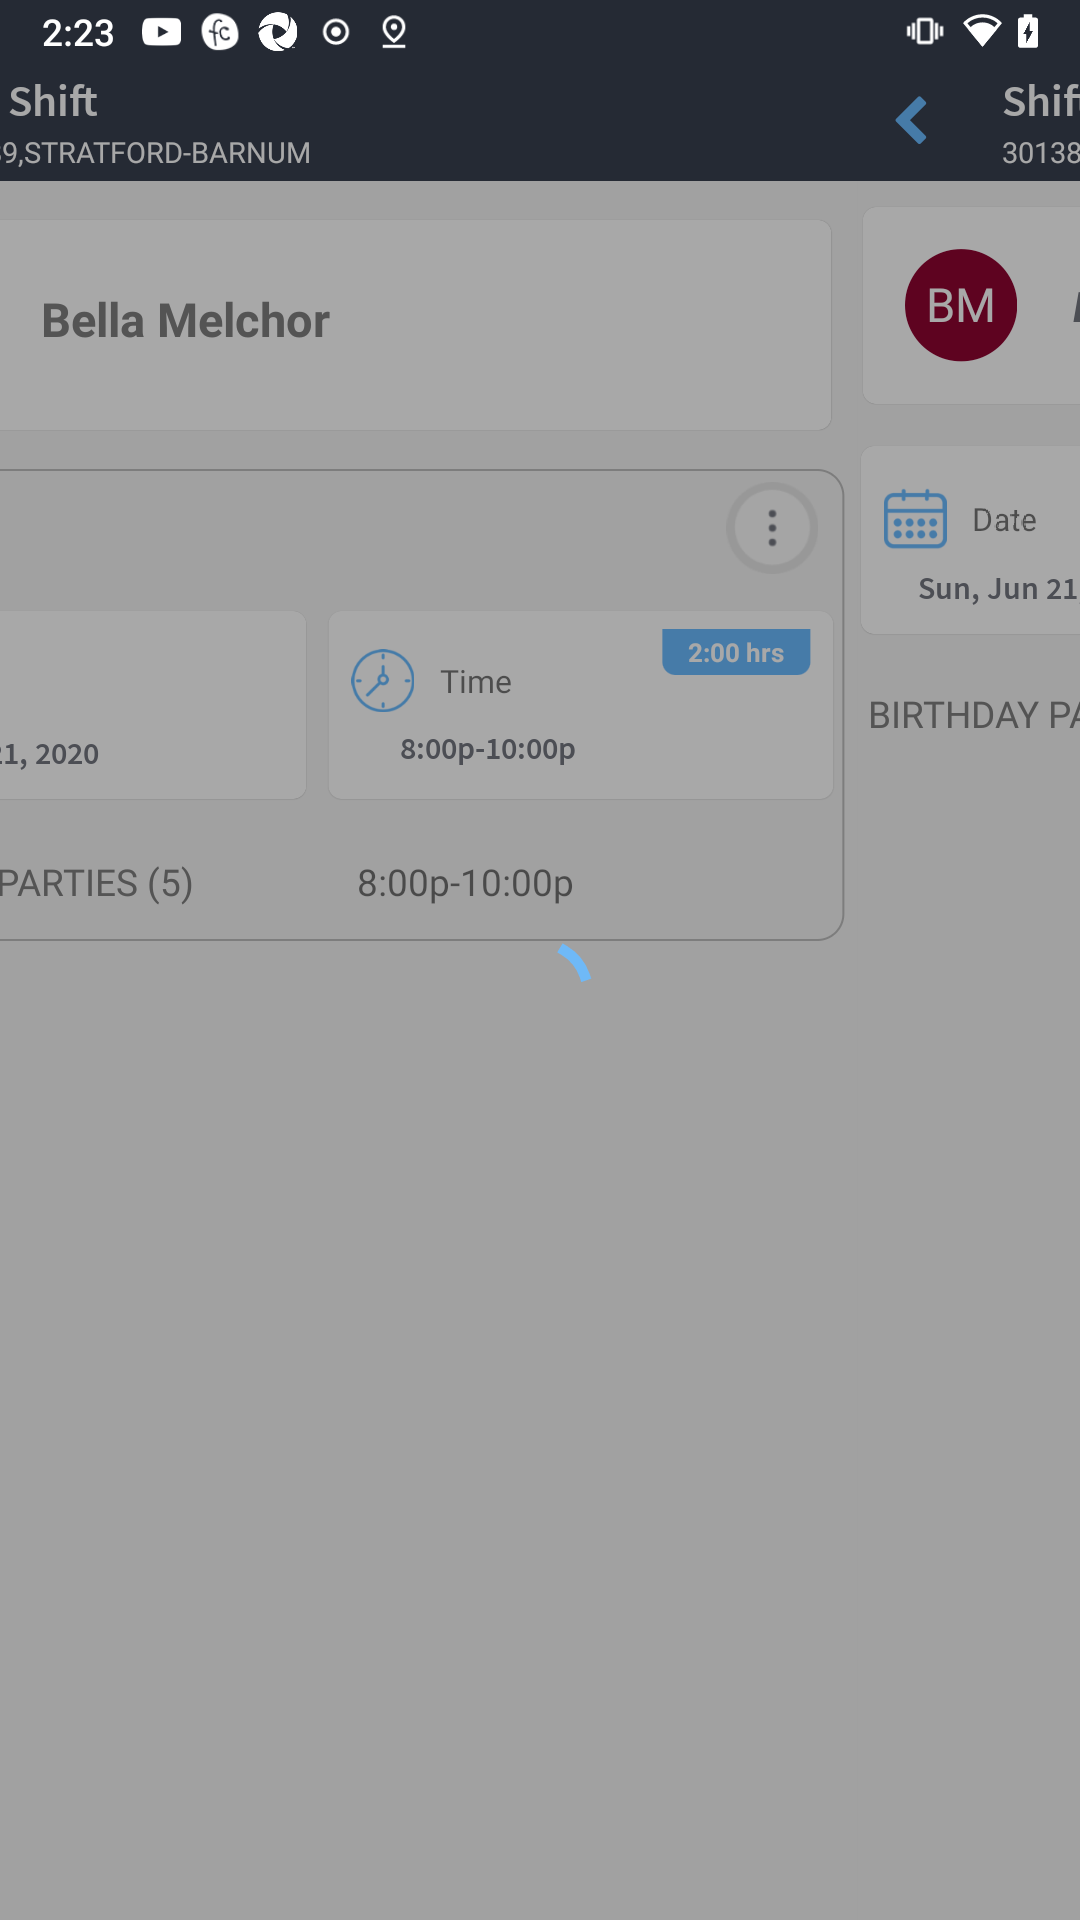 2:23
Shift
9,STRATFORD-BARNUM
Shif
30138
Bella Melchor
BM
Date
Sun, Jun 21
2:00 hrs
Time
21, 2020
8:00p-10:00p
BIRTHDAY PA
PARTIES (5)
8:00p-10:00p